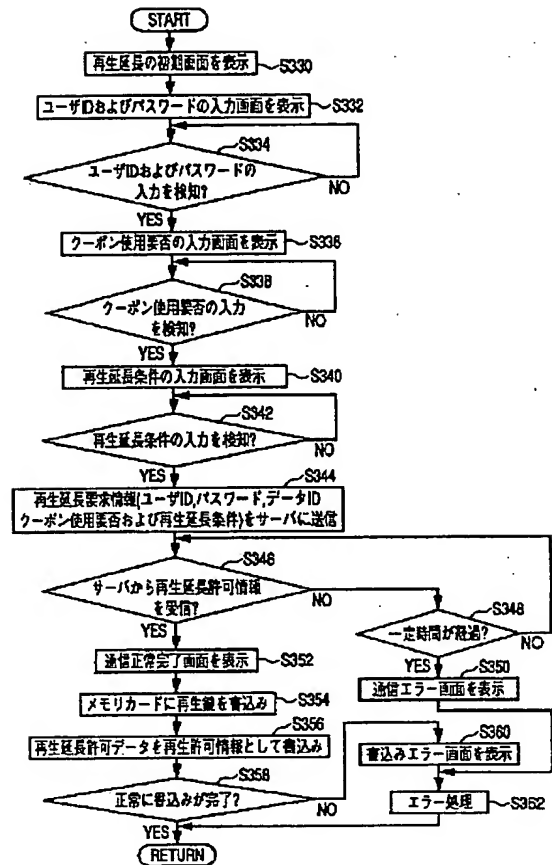 START
再生延長の初期画面を表示
S330
ユーザIDおよびパスワードの入力画面を表示
S332
S334
ユーザIDおよびパスワードの
入力を検知?
NO
YES
クーポン使用要否の入力画面を表示
S336
S338
クーポン使用要否の入力
を検知?
NO
YES
再生延長条件の入力画面を表示
S340
S342
再生延長条件の入力を検知?
NO
YES
S344
再生延長要求情報(ユーザID,パスワード,データID
クーポン使用要否および再生延長条件)をサーバに送信
S346
サーバから再生延長許可情報
を受信?
NO
YES
S348
一定時間が経過?
NO
YES
通信正常完了画面を表示
S352
S350
通信エラー画面を表示
メモリカードに再生鍵を書込み
S354
S356
再生延長許可データを再生許可情報として書込み
S360
書込みエラー画面を表示
S358
正常に書込みが完了?
NO
エラー処理
S362
YES
RETURN